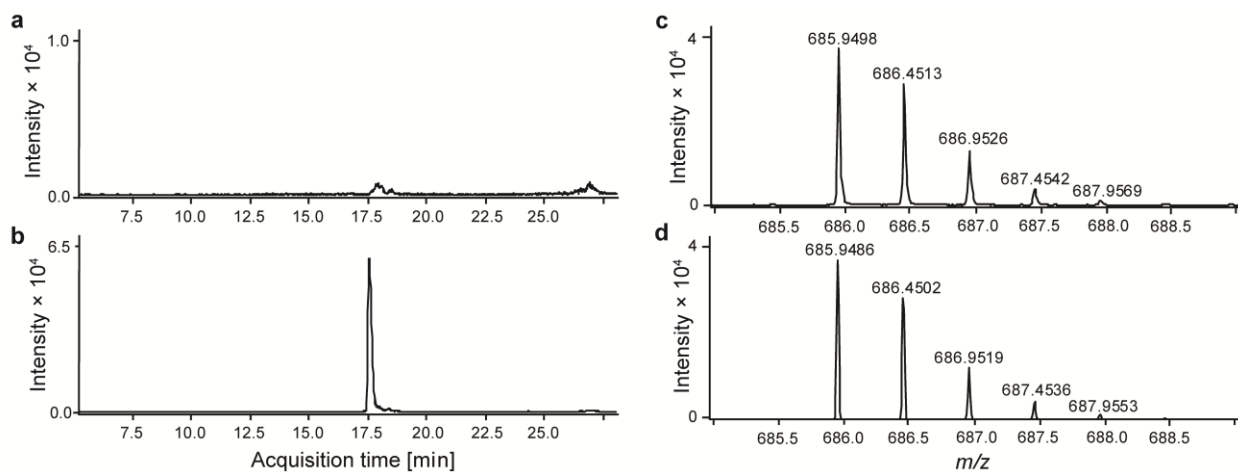 a
1.0
Intensity × 10⁴
0.0
7.5 10.0 12.5 15.0 17.5 20.0 22.5 25.0
b
6.5
Intensity × 10⁴
0.0
7.5 10.0 12.5 15.0 17.5 20.0 22.5 25.0
Acquisition time [min]
c
4
Intensity × 10⁴
0
685.9498
686.4513
686.9526
687.4542
687.9569
685.5 686.0 686.5 687.0 687.5 688.0 688.5
d
4
Intensity × 10⁴
0
685.9486
686.4502
686.9519
687.4536
687.9553
685.5 686.0 686.5 687.0 687.5 688.0 688.5
m/z